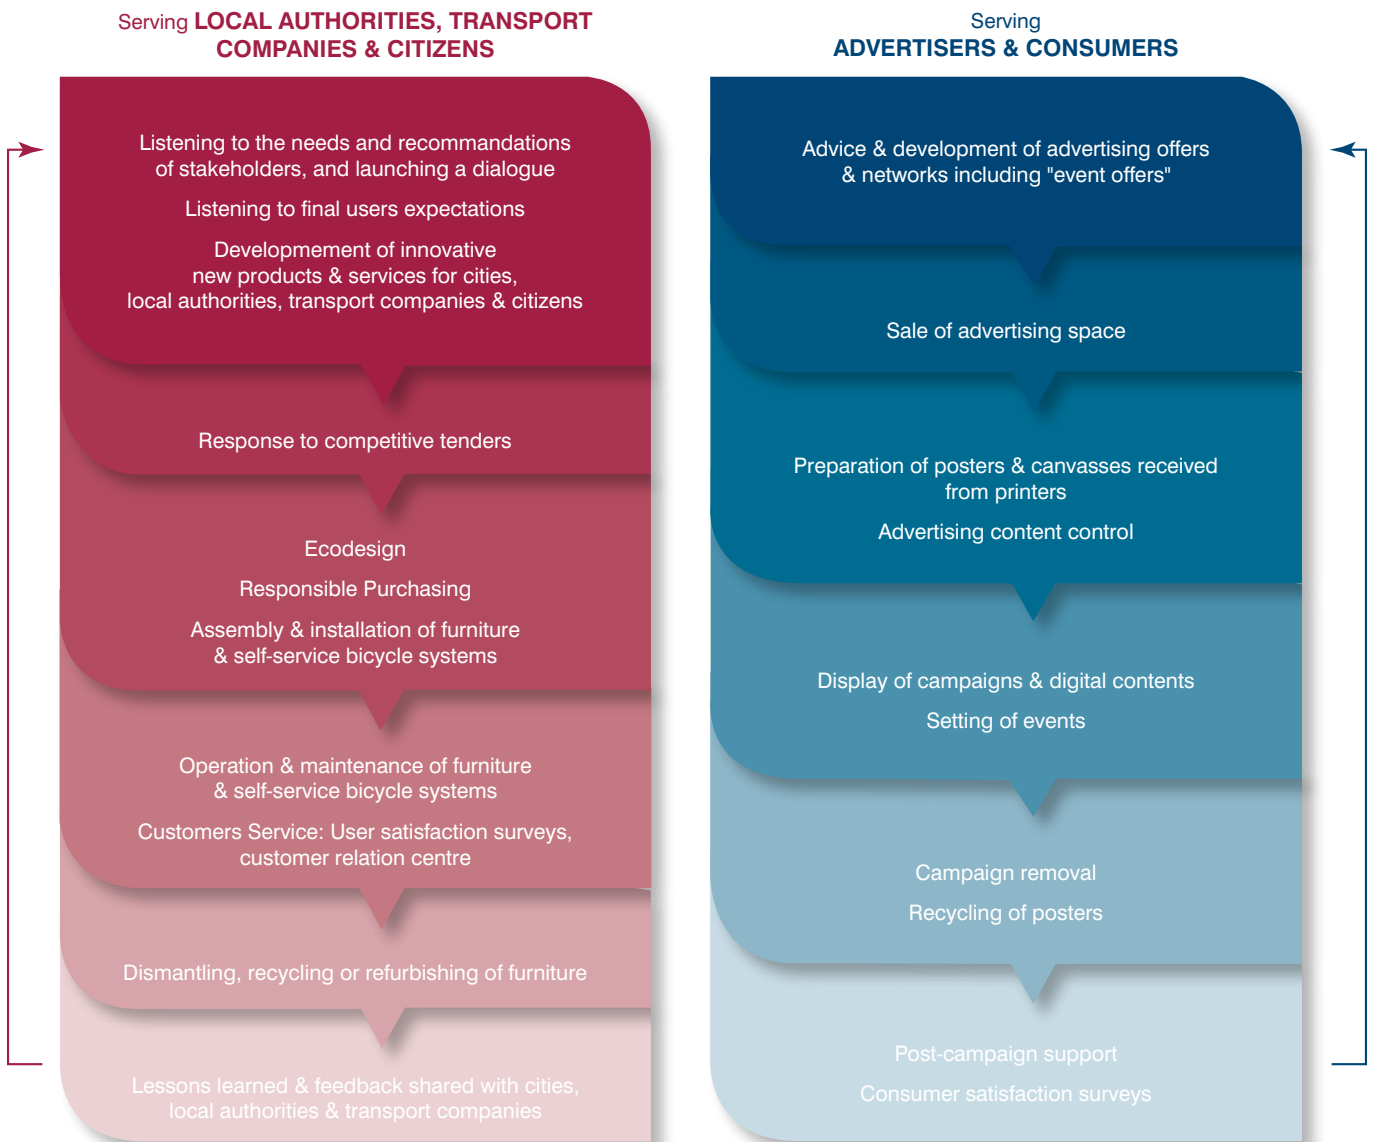 Serving LOCAL AUTHORITIES, TRANSPORT
COMPANIES & CITIZENS
Listening to the needs and recommandations
of stakeholders, and launching a dialogue
Listening to final users expectations
Developmement of innovative
new products & services for cities,
local authorities, transport companies & citizens
Response to competitive tenders
Ecodesign
Responsible Purchasing
Assembly & installation of furniture
& self-service bicycle systems
Operation & maintenance of furniture
& self-service bicycle systems
Customers Service: User satisfaction surveys,
customer relation centre
Dismantling, recycling or refurbishing of furniture
Lessons learned & feedback shared with cities,
local authorities & transport companies
Serving
ADVERTISERS & CONSUMERS
Advice & development of advertising offers
& networks including "event offers"
Sale of advertising space
Preparation of posters & canvasses received
from printers
Advertising content control
Display of campaigns & digital contents
Setting of events
Campaign removal
Recycling of posters
Post-campaign support
Consumer satisfaction surveys